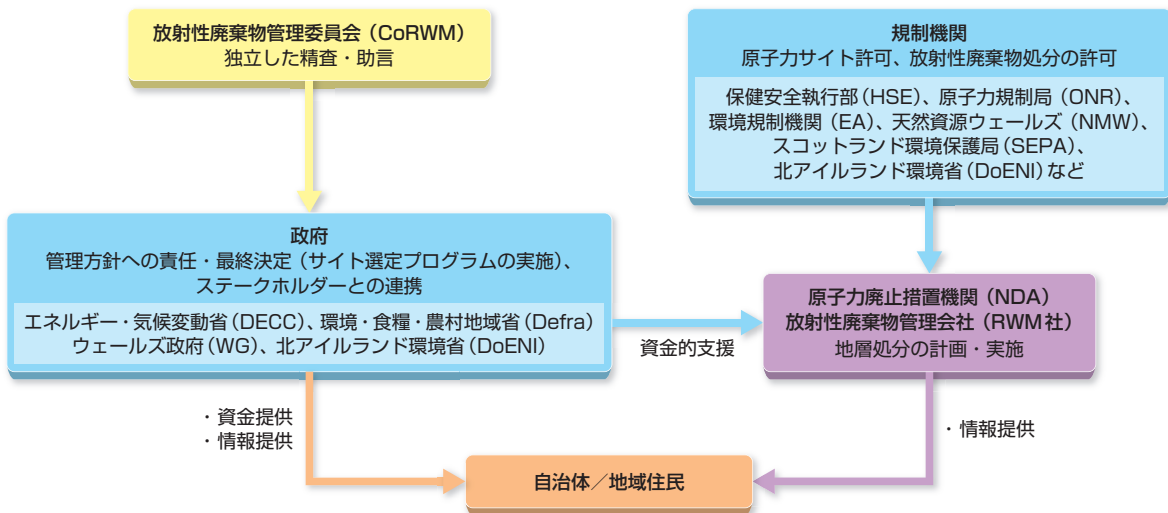 放射性廃棄物管理委員会（CoRWM）
独立した精査・助言
規制機関
原子力サイト許可、放射性廃棄物処分の許可
保健安全執行部（HSE）、原子力規制局（ONR）、
環境規制機関（EA）、天然資源ウェールズ（NMW）、
スコットランド環境保護局（SEPA）、
北アイルランド環境省（DoENI）など
政府
管理方針への責任・最終決定（サイト選定プログラムの実施）、
ステークホルダーとの連携
エネルギー・気候変動省（DECC）、環境・食糧・農村地域省（Defra）
ウェールズ政府（WG）、北アイルランド環境省（DoENI）
資金的支援
原子力廃止措置機関（NDA）
放射性廃棄物管理会社（RWM社）
地層処分の計画・実施
・資金提供
・情報提供
・情報提供
自治体／地域住民